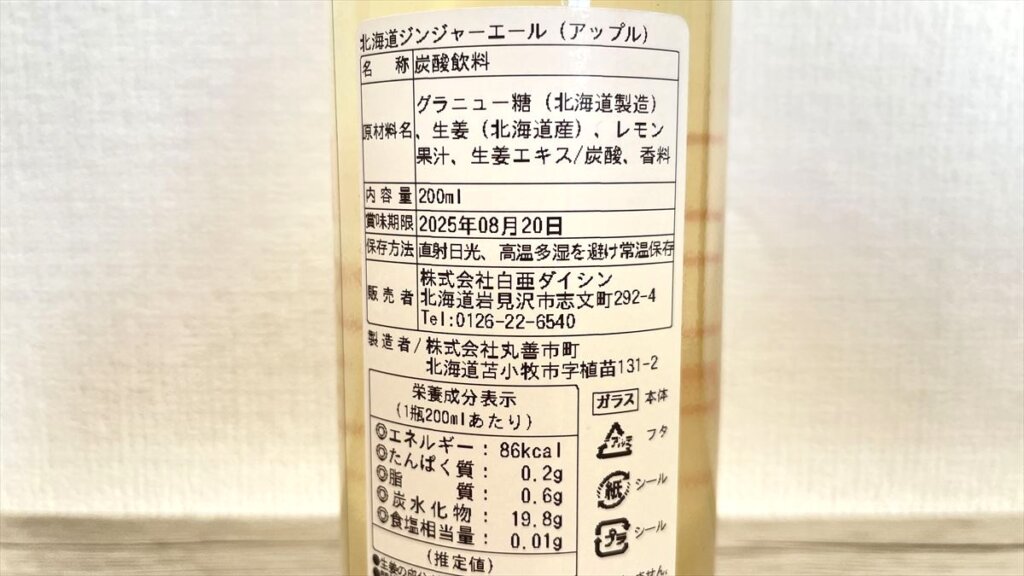 北海道ジンジャーエール(アップル)
名 称 炭酸飲料
原材料名 グラニュー糖(北海道製造)
、生姜(北海道産)、レモン
果汁、生姜エキス/炭酸、香料
内容量 200ml
賞味期限 2025年08月20日
保存方法 直射日光、高温多湿を避け常温保存
販売者 株式会社白亜ダイシン
北海道岩見沢市志文町292-4
Tel:0126-22-6540
製造者/株式会社丸善市町
北海道苫小牧市字植苗131-2
栄養成分表示
(1瓶200mlあたり)
◎エネルギー: 86kcal
◎たんぱく質: 0.2g
◎脂 質: 0.6g
◎炭水化物: 19.8g
◎食塩相当量: 0.01g
(推定値)
ガラス 本体
アルミ フタ
紙 シール
プラ シール
●生姜の成分